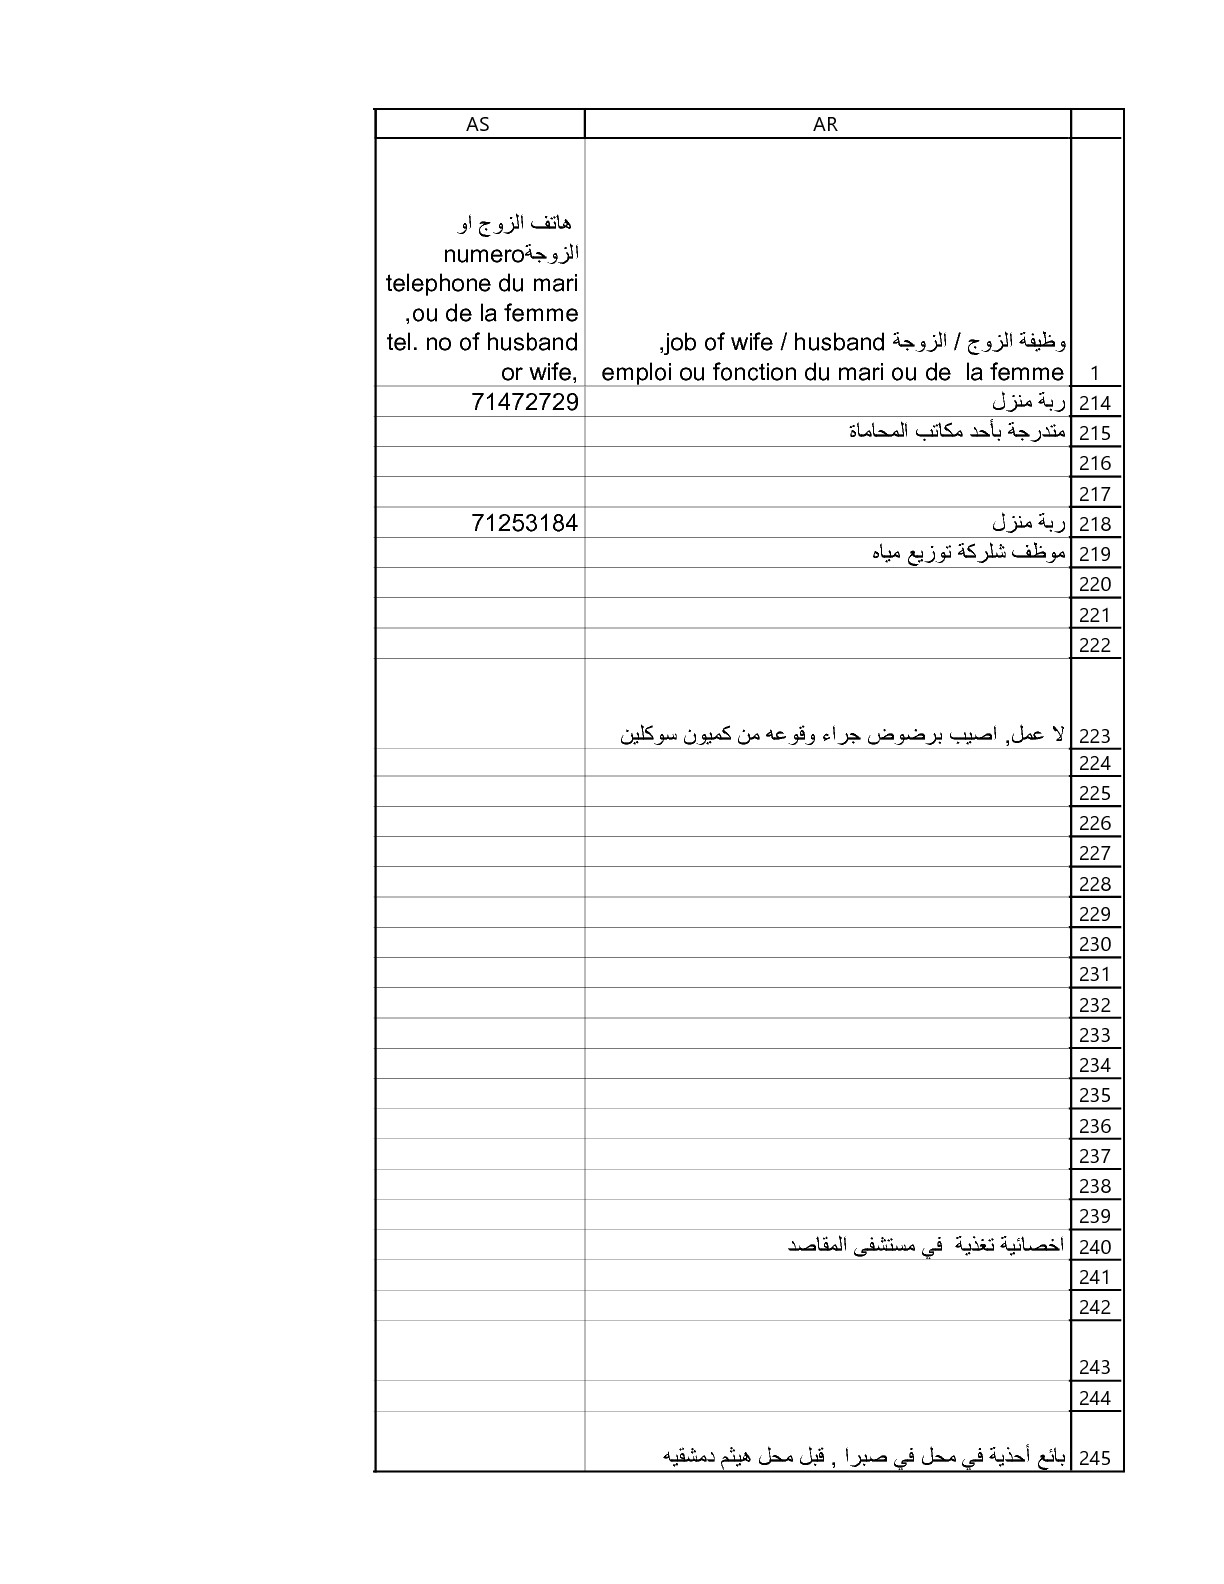 AR AS
وظيفة الزوج / الزوجة job of wife / husband,
emploi ou fonction du mari ou de la femme
هاتف الزوج او
الزوجةnumero
telephone du mari
ou de la femme,
tel. no of husband
or wife,
1
214 ربة منزل 71472729
215 متدرجة بأحد مكاتب المحاماة
216
217
218 ربة منزل 71253184
219 موظف شلركة توزيع مياه
220
221
222
223 لا عمل, اصيب برضوض جراء وقوعه من كميون سوكلين
224
225
226
227
228
229
230
231
232
233
234
235
236
237
238
239
240 اخصائية تغذية في مستشفى المقاصد
241
242
243
244
245 بائع أحذية في محل في صبرا , قبل محل هيثم دمشقيه